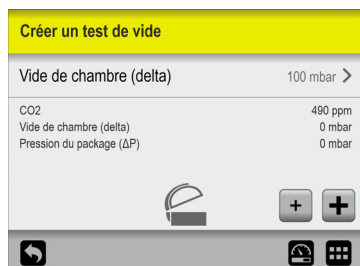 Créer un test de vide
Vide de chambre (delta) 100 mbar >
CO2 490 ppm
Vide de chambre (delta) 0 mbar
Pression du package (ΔP) 0 mbar
+ +